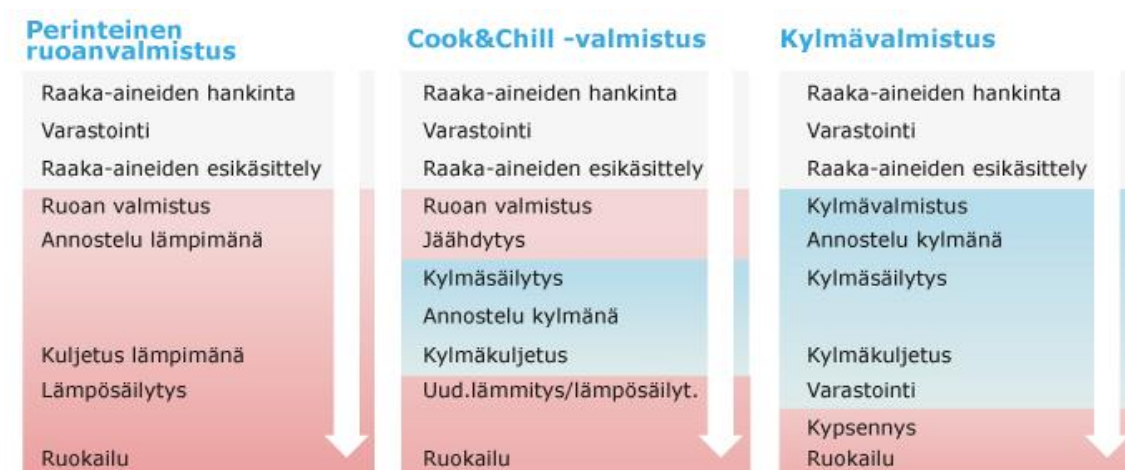 Perinteinen
ruoanvalmistus
Raaka-aineiden hankinta
Varastointi
Raaka-aineiden esikäsittely
Ruoan valmistus
Annostelu lämpimänä
Kuljetus lämpimänä
Lämpösäilytys
Ruokailu
Cook&Chill -valmistus
Raaka-aineiden hankinta
Varastointi
Raaka-aineiden esikäsittely
Ruoan valmistus
Jäähdytys
Kylmäsäilytys
Annostelu kylmänä
Kylmäkuljetus
Uud.lämmitys/lämpösäilyt.
Ruokailu
Kylmävalmistus
Raaka-aineiden hankinta
Varastointi
Raaka-aineiden esikäsittely
Kylmävalmistus
Annostelu kylmänä
Kylmäsäilytys
Kylmäkuljetus
Varastointi
Kypsennys
Ruokailu